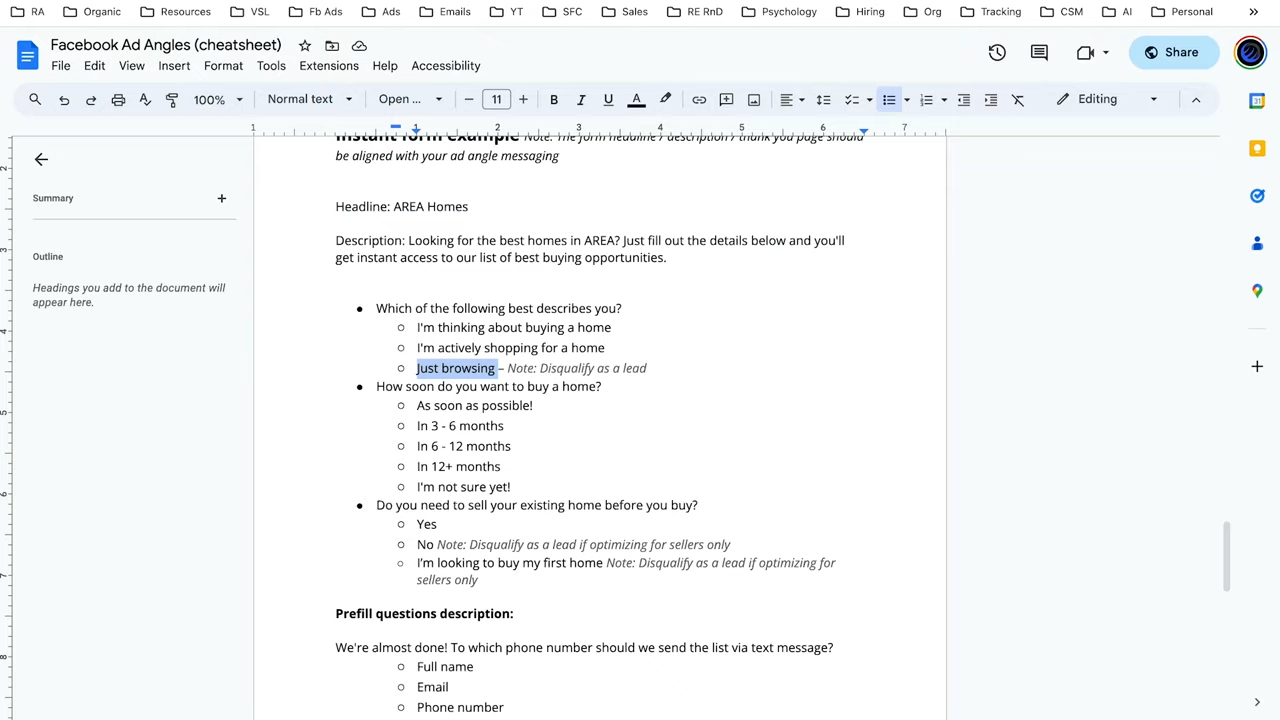 RA Organic Resources VSL Fb Ads Ads Emails YT SFC Sales RE RnD Psychology Hiring Org Tracking CSM AI Personal
Facebook Ad Angles (cheatsheet)
File Edit View Insert Format Tools Extensions Help Accessibility
Share
100% Normal text Open ... 11 B I U A Editing
1 1 2 3 4 5 6 7
Instant form example Note: The form headline / description / thank you page should
be aligned with your ad angle messaging
Summary
Outline
Headings you add to the document will
appear here.
Headline: AREA Homes
Description: Looking for the best homes in AREA? Just fill out the details below and you'll
get instant access to our list of best buying opportunities.
● Which of the following best describes you?
○ I'm thinking about buying a home
○ I'm actively shopping for a home
○ Just browsing – Note: Disqualify as a lead
● How soon do you want to buy a home?
○ As soon as possible!
○ In 3 - 6 months
○ In 6 - 12 months
○ In 12+ months
○ I'm not sure yet!
● Do you need to sell your existing home before you buy?
○ Yes
○ No Note: Disqualify as a lead if optimizing for sellers only
○ I'm looking to buy my first home Note: Disqualify as a lead if optimizing for
sellers only
Prefill questions description:
We're almost done! To which phone number should we send the list via text message?
○ Full name
○ Email
○ Phone number
2
3
4
5
6
7
8